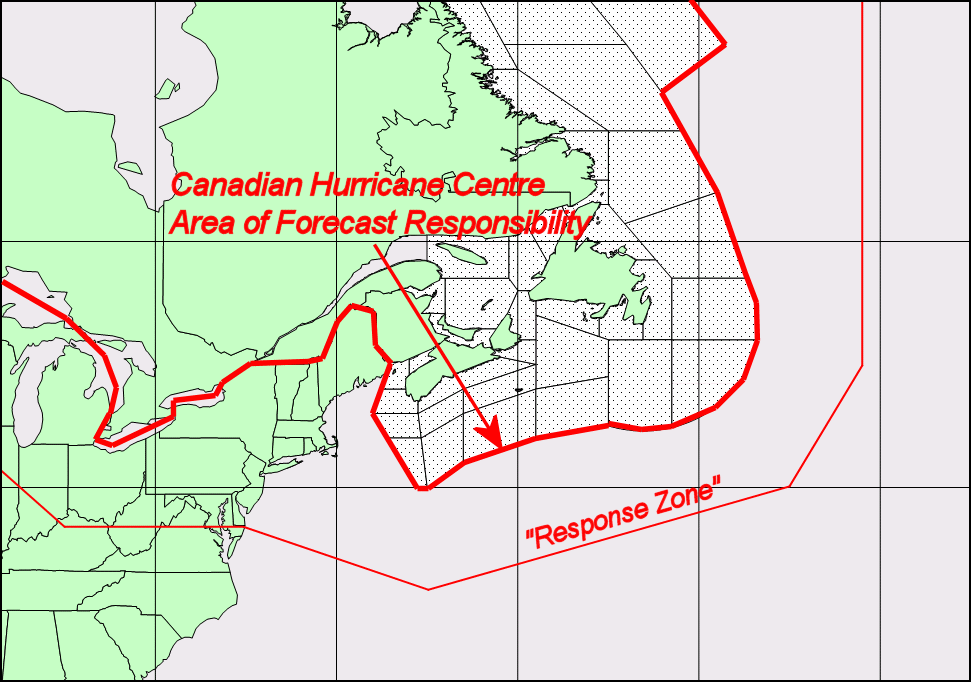 Canadian Hurricane Centre
Area of Forecast Responsibility
"Response Zone"